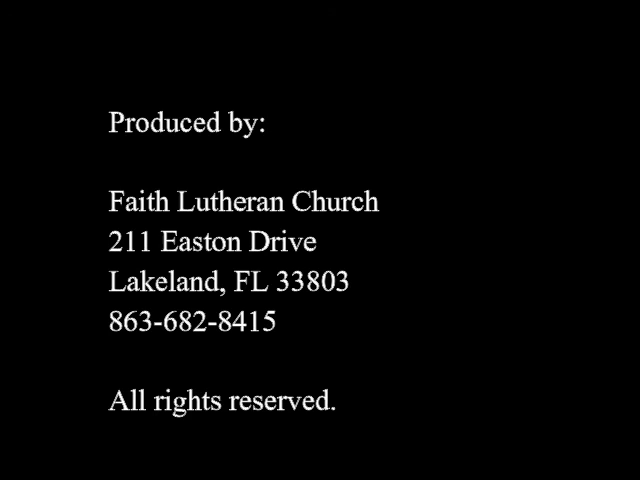 Produced by:
Faith Lutheran Church
211 Easton Drive
Lakeland, FL 33803
863-682-8415
All rights reserved.